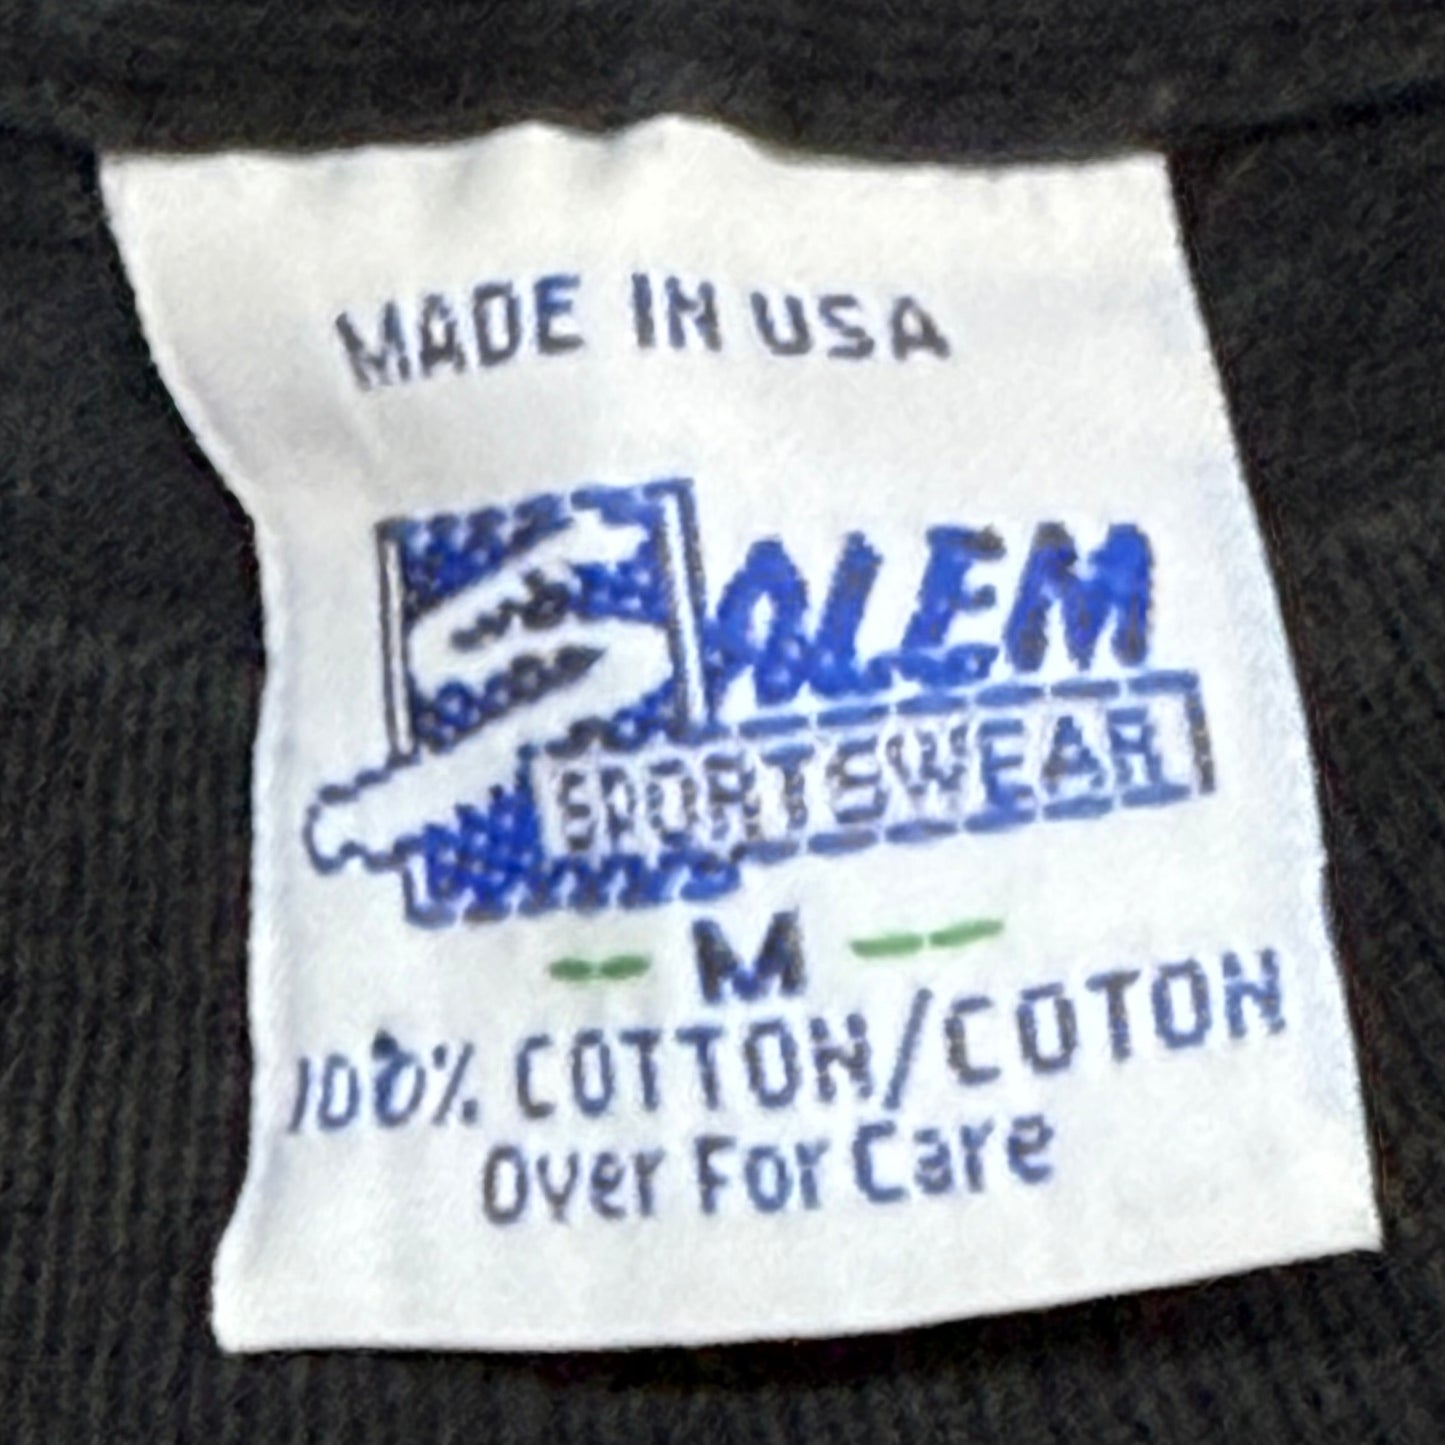 MADE IN USA
SALEM
SPORTSWEAR
M
100% COTTON/COTON
Over For Care